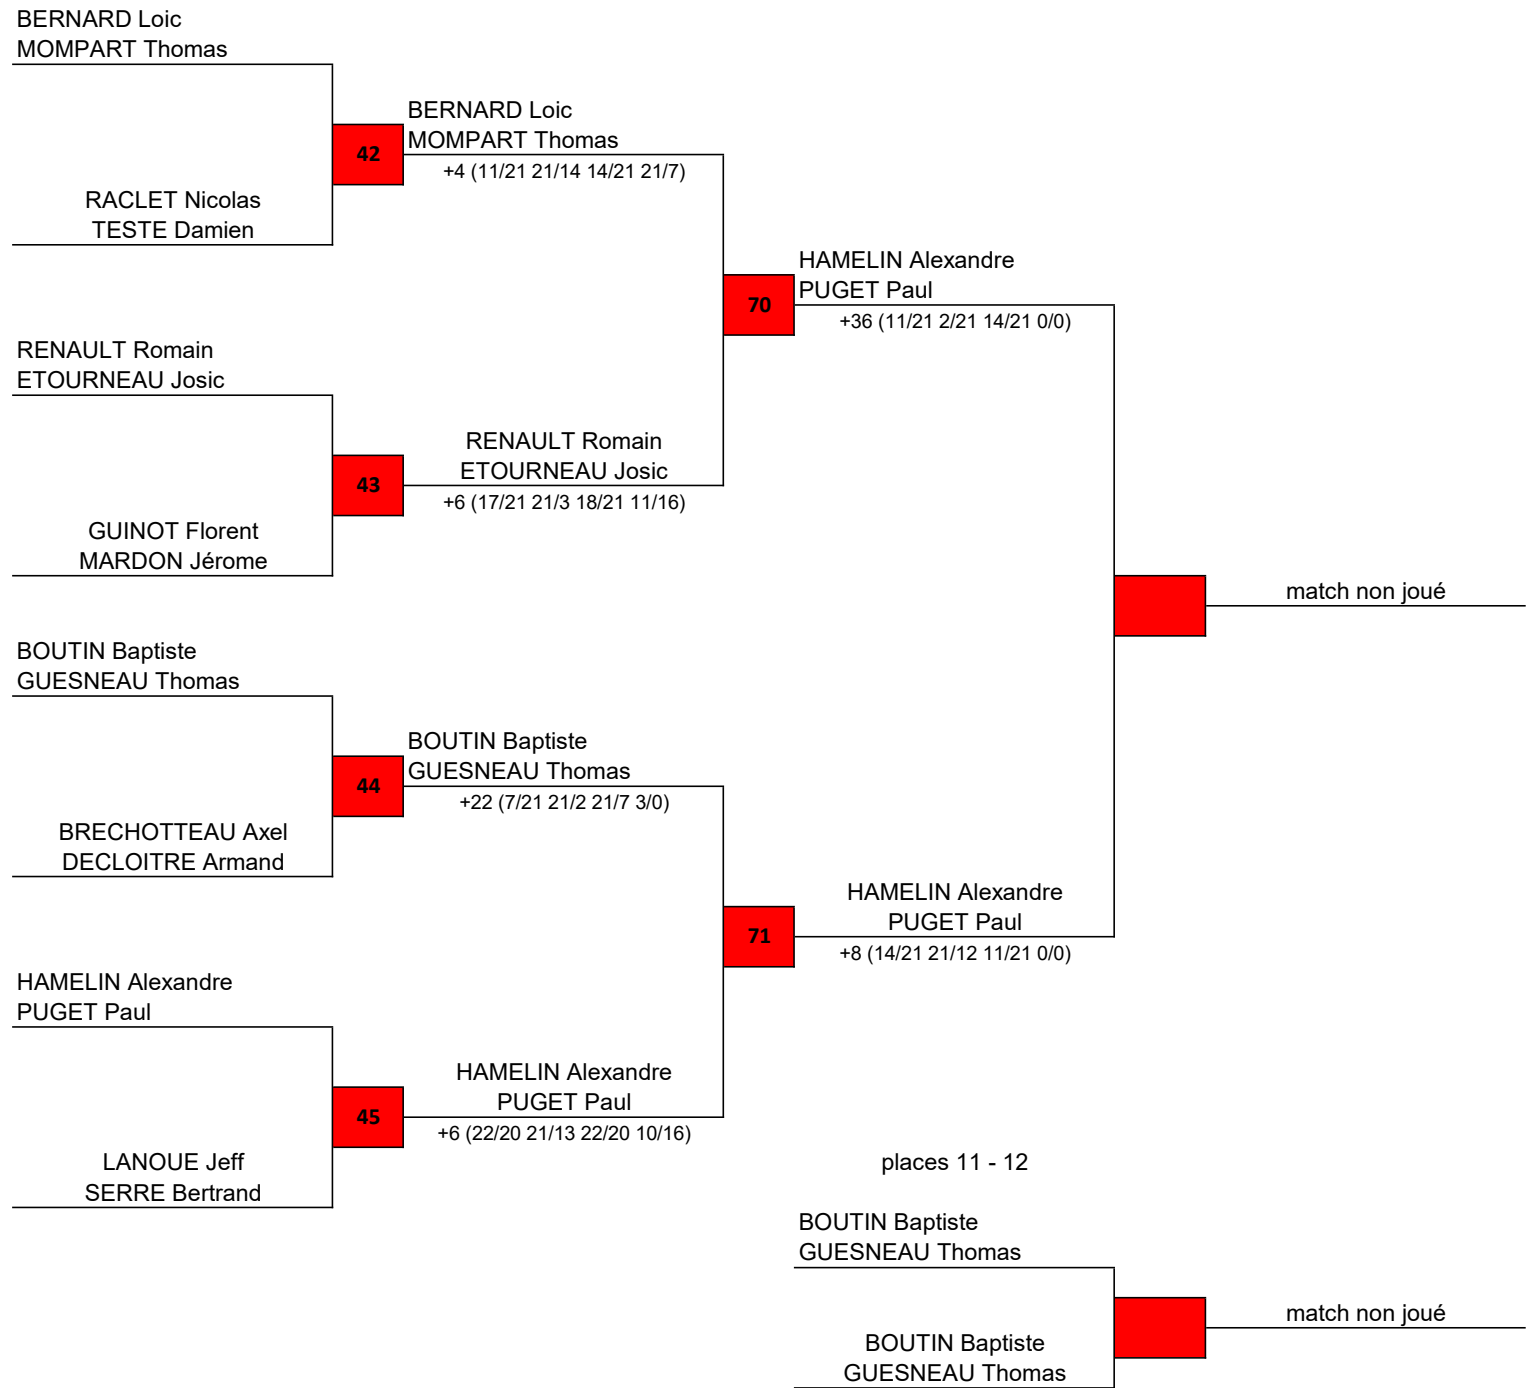 BERNARD Loic
MOMPART Thomas
BERNARD Loic
MOMPART Thomas
42
+4 (11/21 21/14 14/21 21/7)
RACLET Nicolas
TESTE Damien
HAMELIN Alexandre
PUGET Paul
70
+36 (11/21 2/21 14/21 0/0)
RENAULT Romain
ETOURNEAU Josic
RENAULT Romain
ETOURNEAU Josic
43
+6 (17/21 21/3 18/21 11/16)
GUINOT Florent
MARDON Jérome
match non joué
BOUTIN Baptiste
GUESNEAU Thomas
BOUTIN Baptiste
GUESNEAU Thomas
44
+22 (7/21 21/2 21/7 3/0)
BRECHOTTEAU Axel
DECLOITRE Armand
HAMELIN Alexandre
PUGET Paul
71
+8 (14/21 21/12 11/21 0/0)
HAMELIN Alexandre
PUGET Paul
HAMELIN Alexandre
PUGET Paul
45
+6 (22/20 21/13 22/20 10/16)
LANOUE Jeff
SERRE Bertrand
places 11 - 12
BOUTIN Baptiste
GUESNEAU Thomas
match non joué
BOUTIN Baptiste
GUESNEAU Thomas